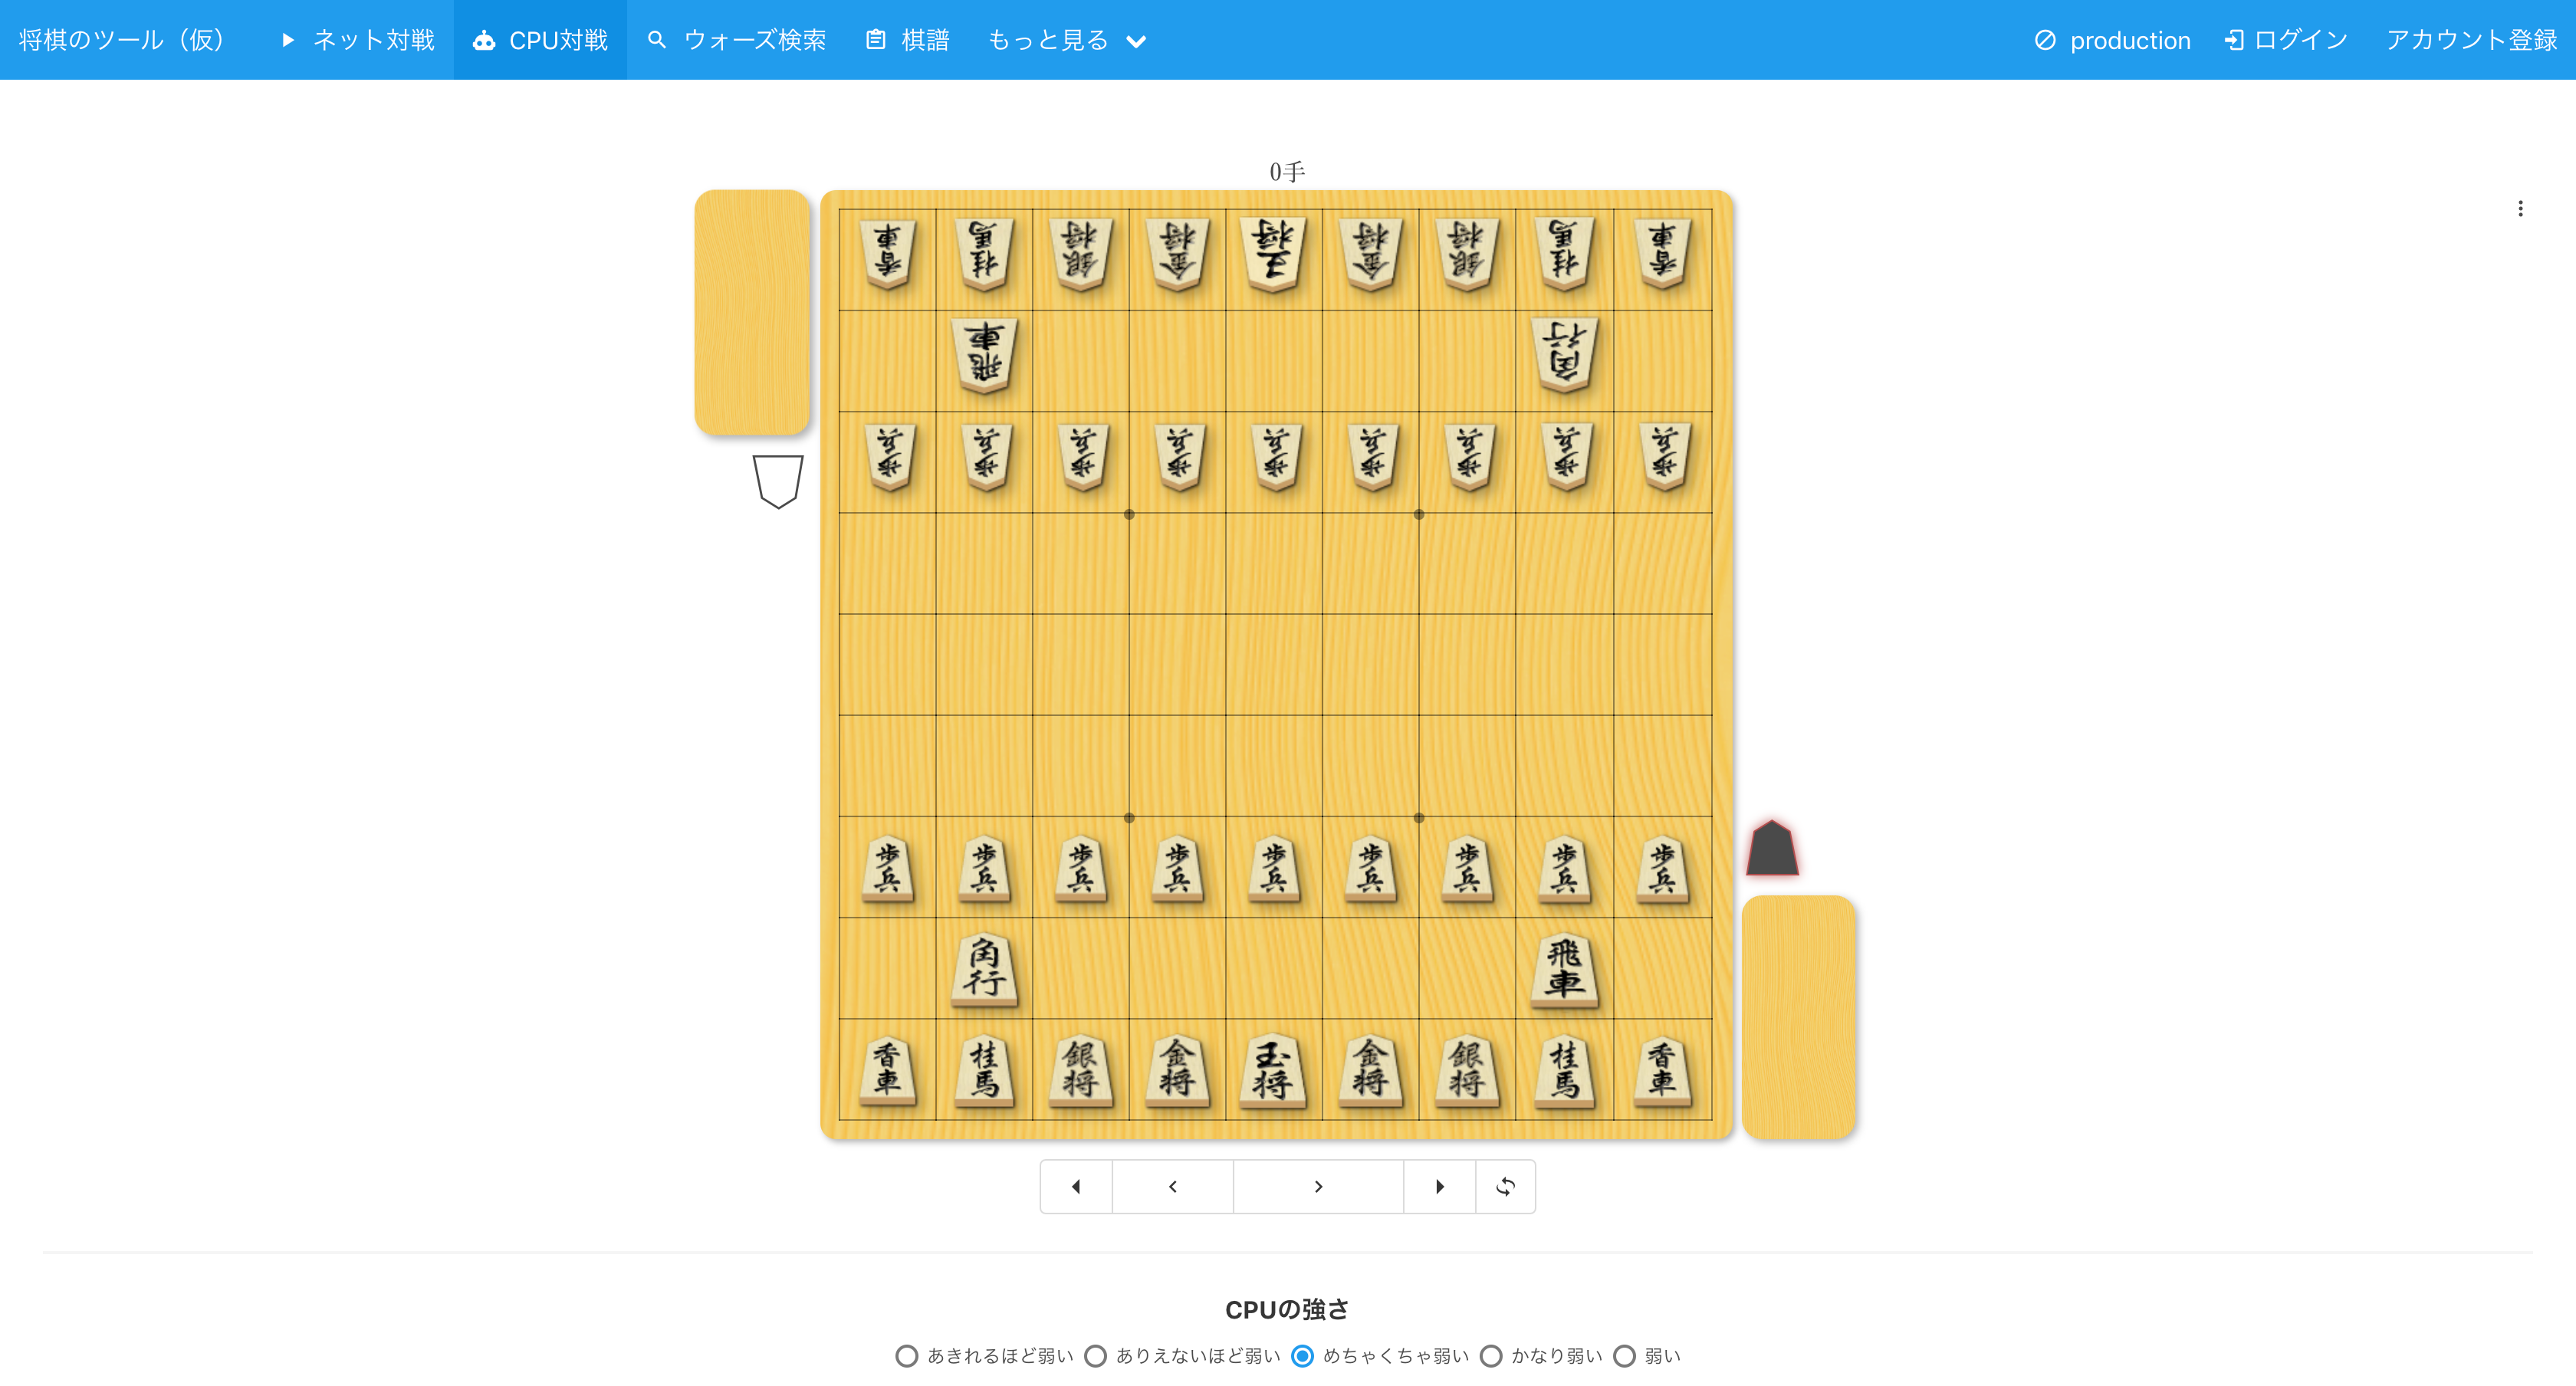 将棋のツール（仮） ネット対戦 CPU対戦 ウォーズ検索 棋譜 もっと見る production ログイン アカウント登録
0手
香車 桂馬 銀将 金将 王将 金将 銀将 桂馬 香車
飛車 角行
歩兵 歩兵 歩兵 歩兵 歩兵 歩兵 歩兵 歩兵 歩兵
歩兵 歩兵 歩兵 歩兵 歩兵 歩兵 歩兵 歩兵 歩兵
角行 飛車
香車 桂馬 銀将 金将 玉将 金将 銀将 桂馬 香車
CPUの強さ
あきれるほど弱い ありえないほど弱い めちゃくちゃ弱い かなり弱い 弱い